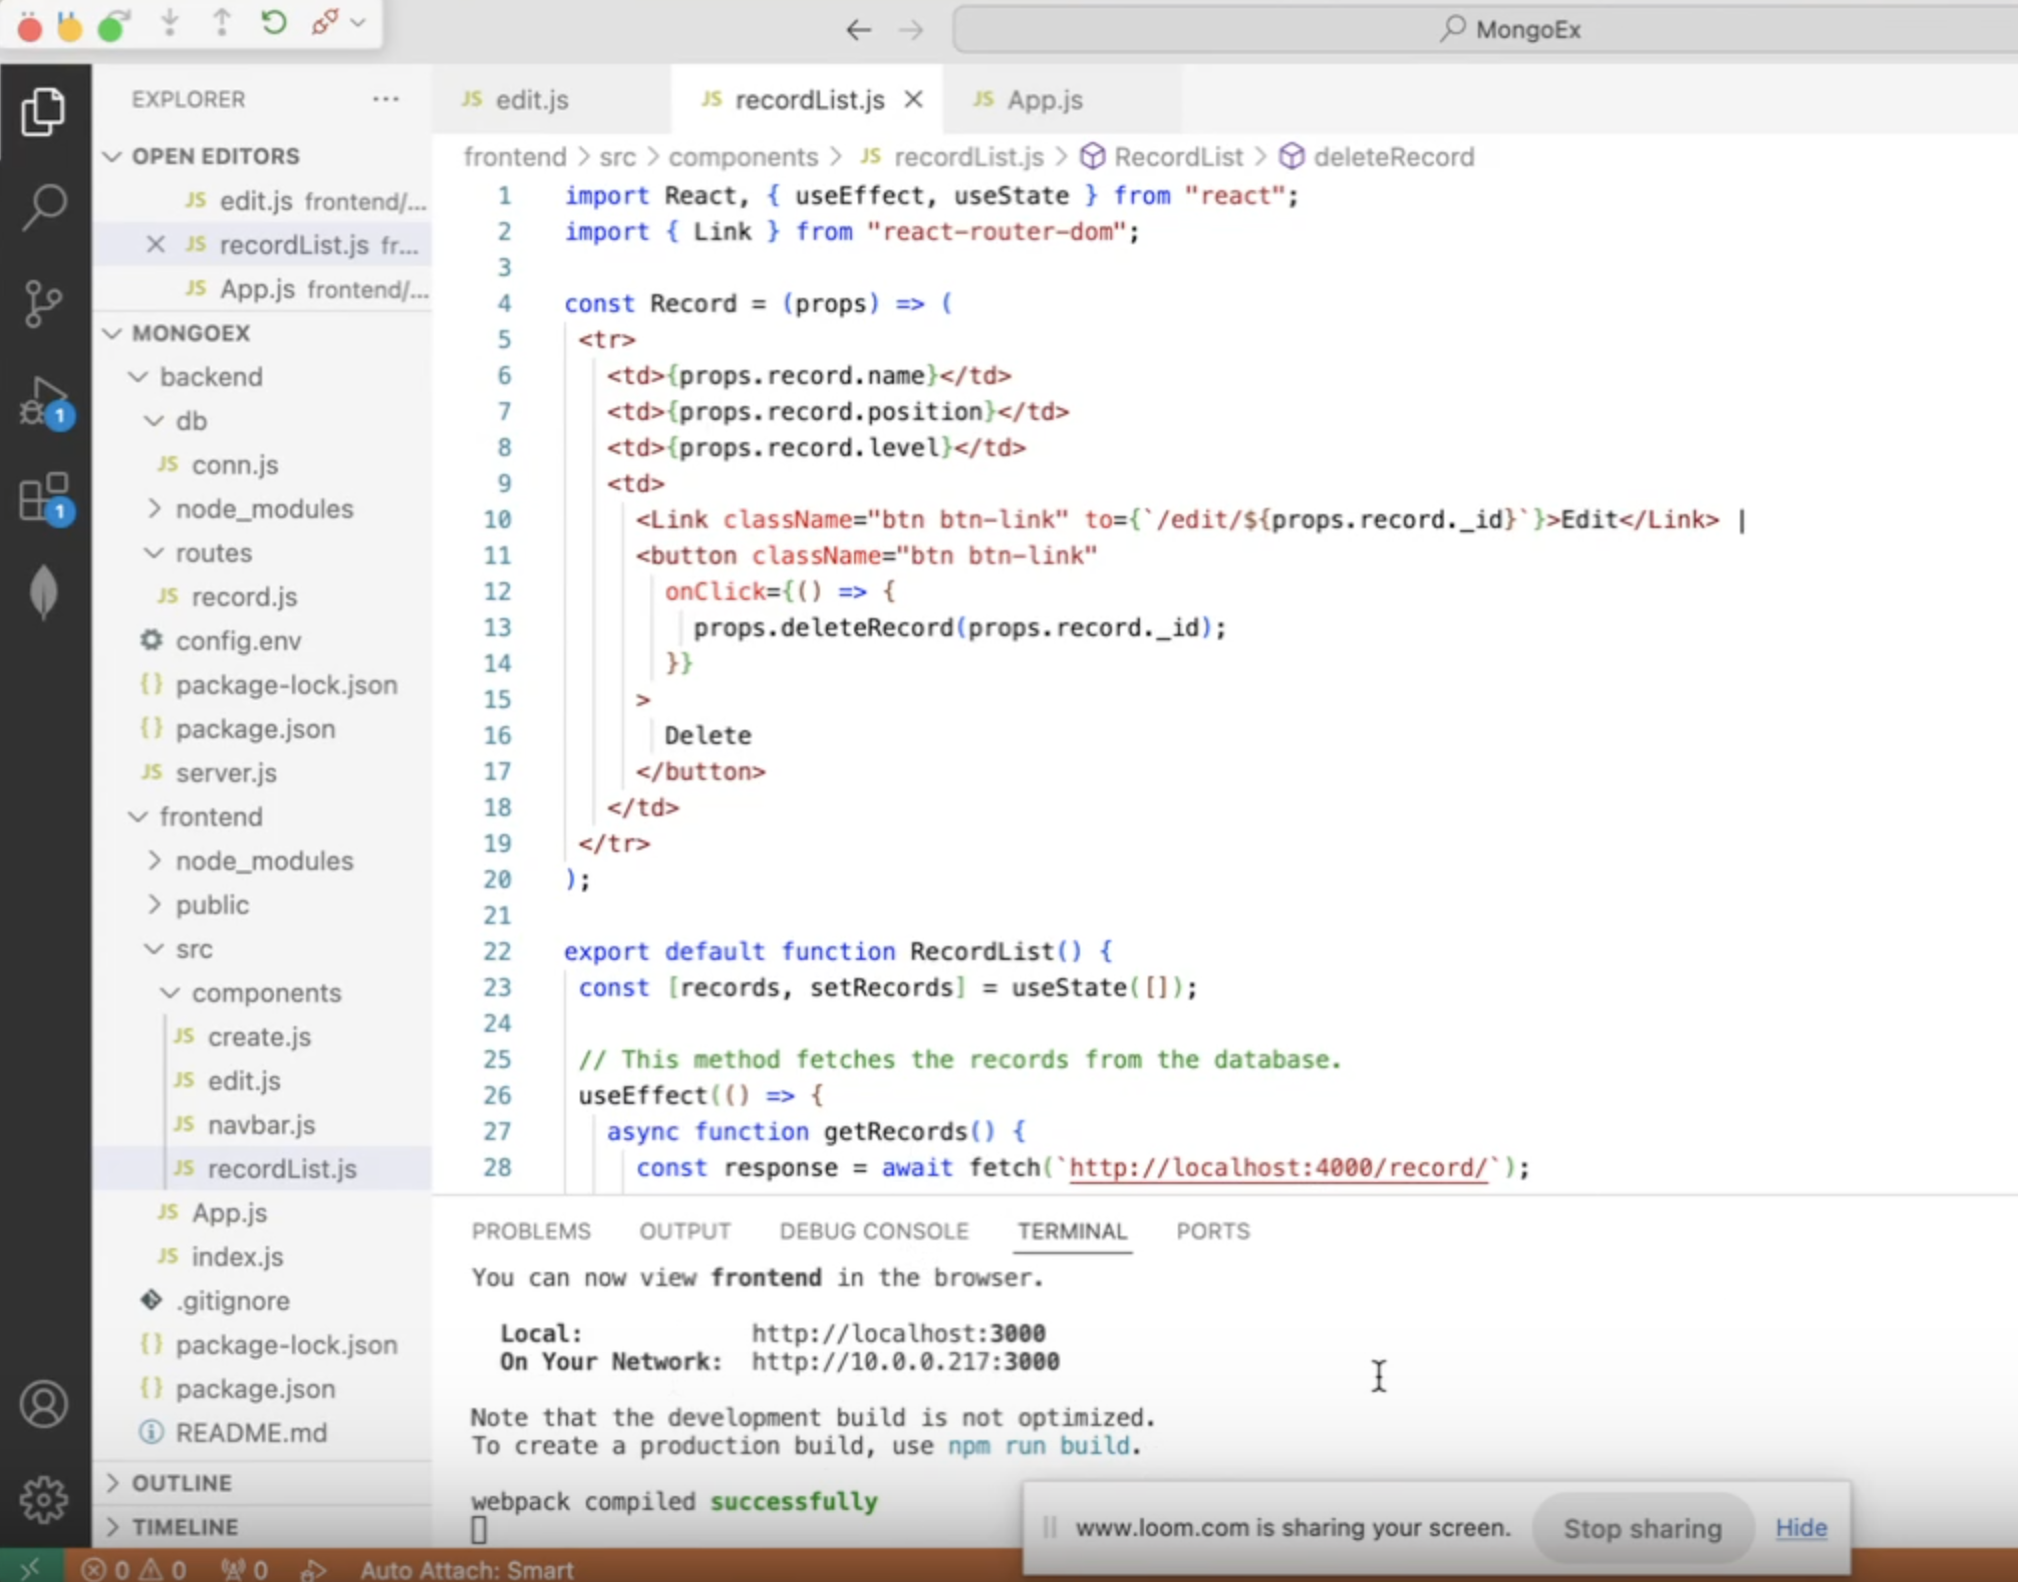 MongoEx
EXPLORER
OPEN EDITORS
JS edit.js frontend/...
JS recordList.js fr...
JS App.js frontend/...
MONGOEX
backend
db
JS conn.js
node_modules
routes
JS record.js
config.env
{} package-lock.json
{} package.json
JS server.js
frontend
node_modules
public
src
components
JS create.js
JS edit.js
JS navbar.js
JS recordList.js
JS App.js
JS index.js
.gitignore
{} package-lock.json
{} package.json
README.md
OUTLINE
TIMELINE
1
1
JS edit.js JS recordList.js JS App.js
frontend > src > components > JS recordList.js > RecordList > deleteRecord
1 import React, { useEffect, useState } from "react";
2 import { Link } from "react-router-dom";
3
4 const Record = (props) => (
5 <tr>
6 <td>{props.record.name}</td>
7 <td>{props.record.position}</td>
8 <td>{props.record.level}</td>
9 <td>
10 <Link className="btn btn-link" to={`/edit/${props.record._id}`}>Edit</Link> |
11 <button className="btn btn-link"
12 onClick={() => {
13 props.deleteRecord(props.record._id);
14 }}
15 >
16 Delete
17 </button>
18 </td>
19 </tr>
20 );
21
22 export default function RecordList() {
23 const [records, setRecords] = useState([]);
24
25 // This method fetches the records from the database.
26 useEffect(() => {
27 async function getRecords() {
28 const response = await fetch(`http://localhost:4000/record/`);
PROBLEMS OUTPUT DEBUG CONSOLE TERMINAL PORTS
You can now view frontend in the browser.
Local: http://localhost:3000
On Your Network: http://10.0.0.217:3000
Note that the development build is not optimized.
To create a production build, use npm run build.
webpack compiled successfully
www.loom.com is sharing your screen. Stop sharing Hide
0 0 0 Auto Attach: Smart